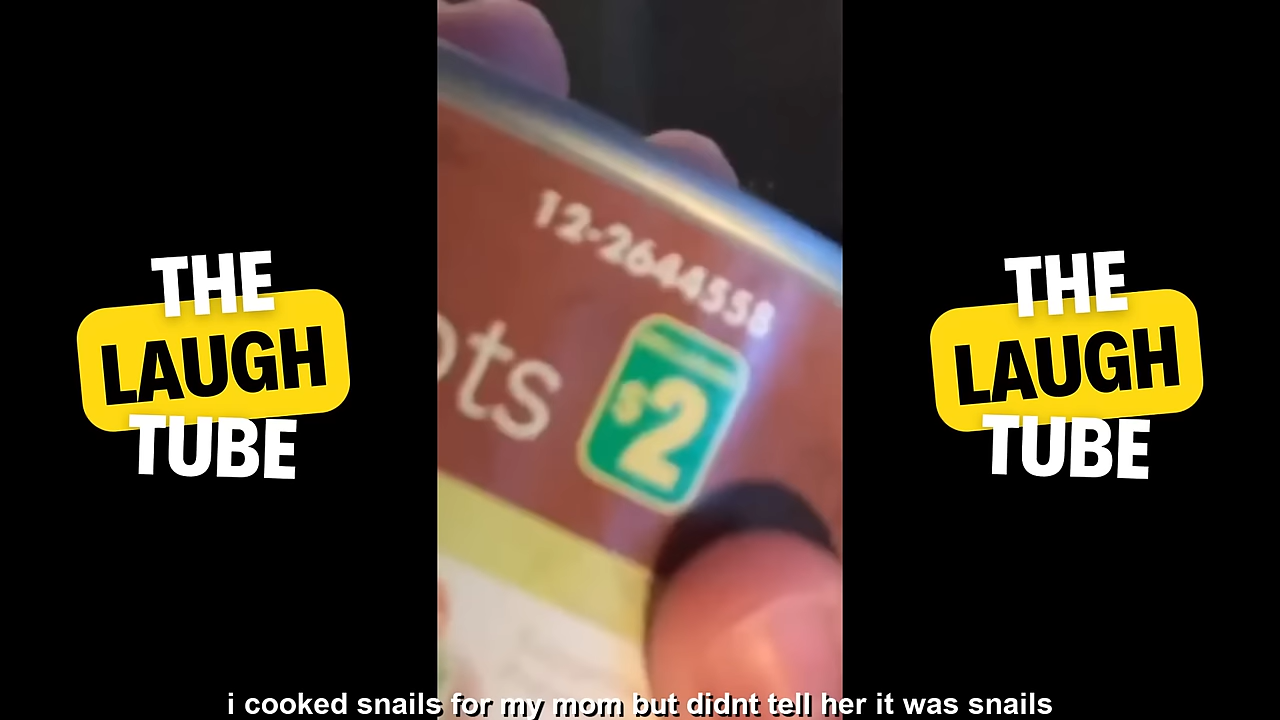 THE
LAUGH
TUBE
12-2644558
ots
$2
THE
LAUGH
TUBE
i cooked snails for my mom but didnt tell her it was snails